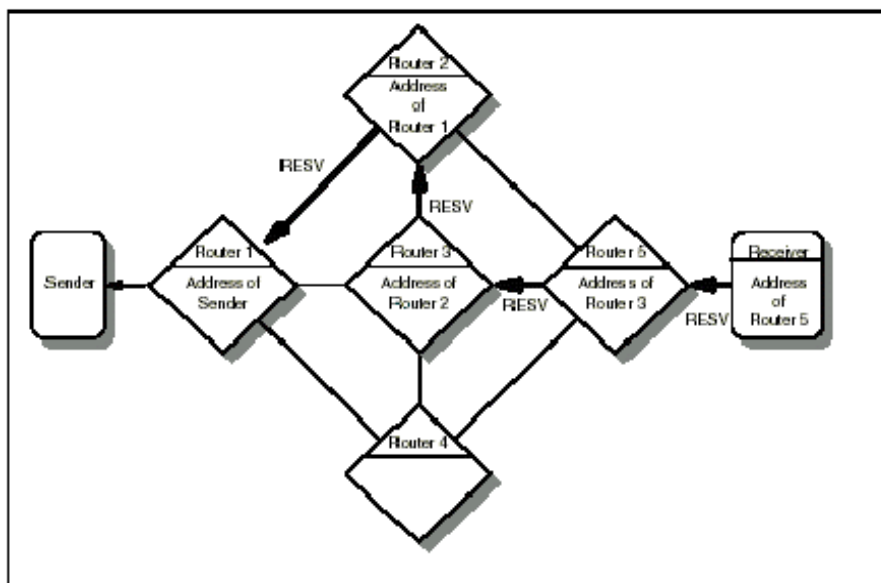 Router 2
Address
of
Router 1
RESV
RESV
Sender
Router 1
Address of
Sender
Router 3
Address of
Router 2
RESV
Router 5
Address of
Router 3
RESV
Receiver
Address
of
Router 5
Router 4